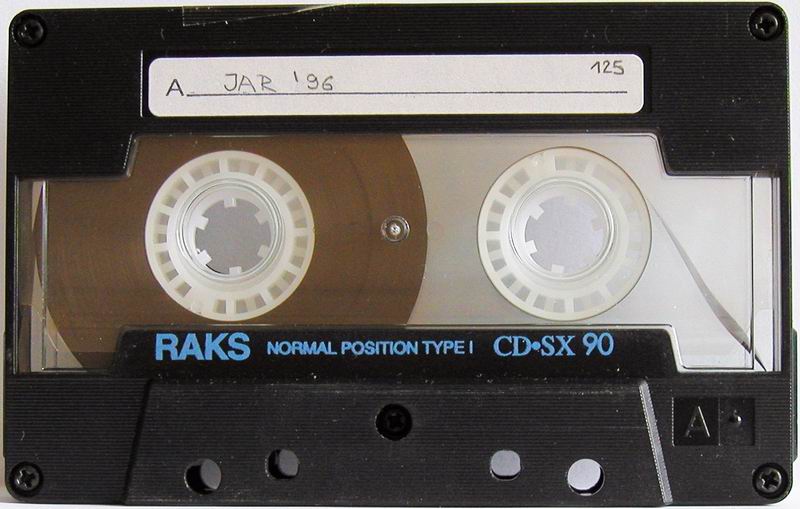 125
A JAR '96
RAKS NORMAL POSITION TYPE I CD•SX 90
A